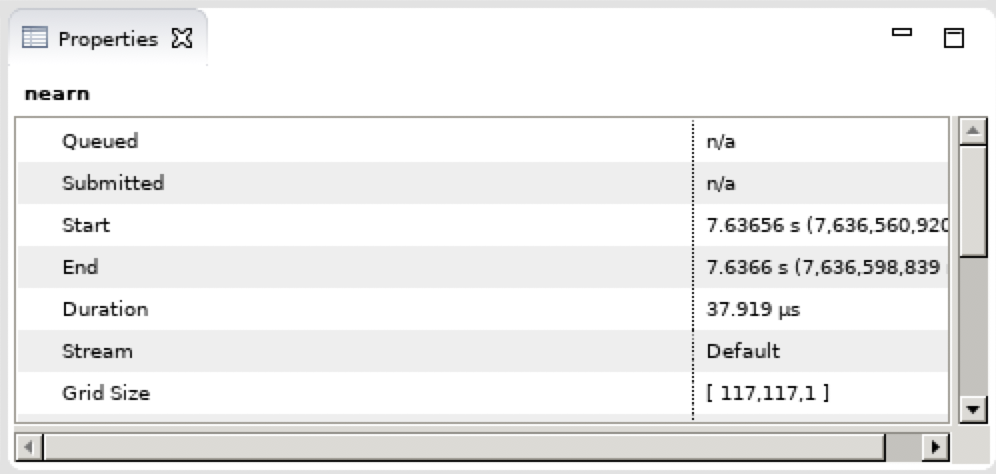 Properties
nearn
Queued n/a
Submitted n/a
Start 7.63656 s (7,636,560,920
End 7.6366 s (7,636,598,839
Duration 37.919 µs
Stream Default
Grid Size [ 117,117,1 ]